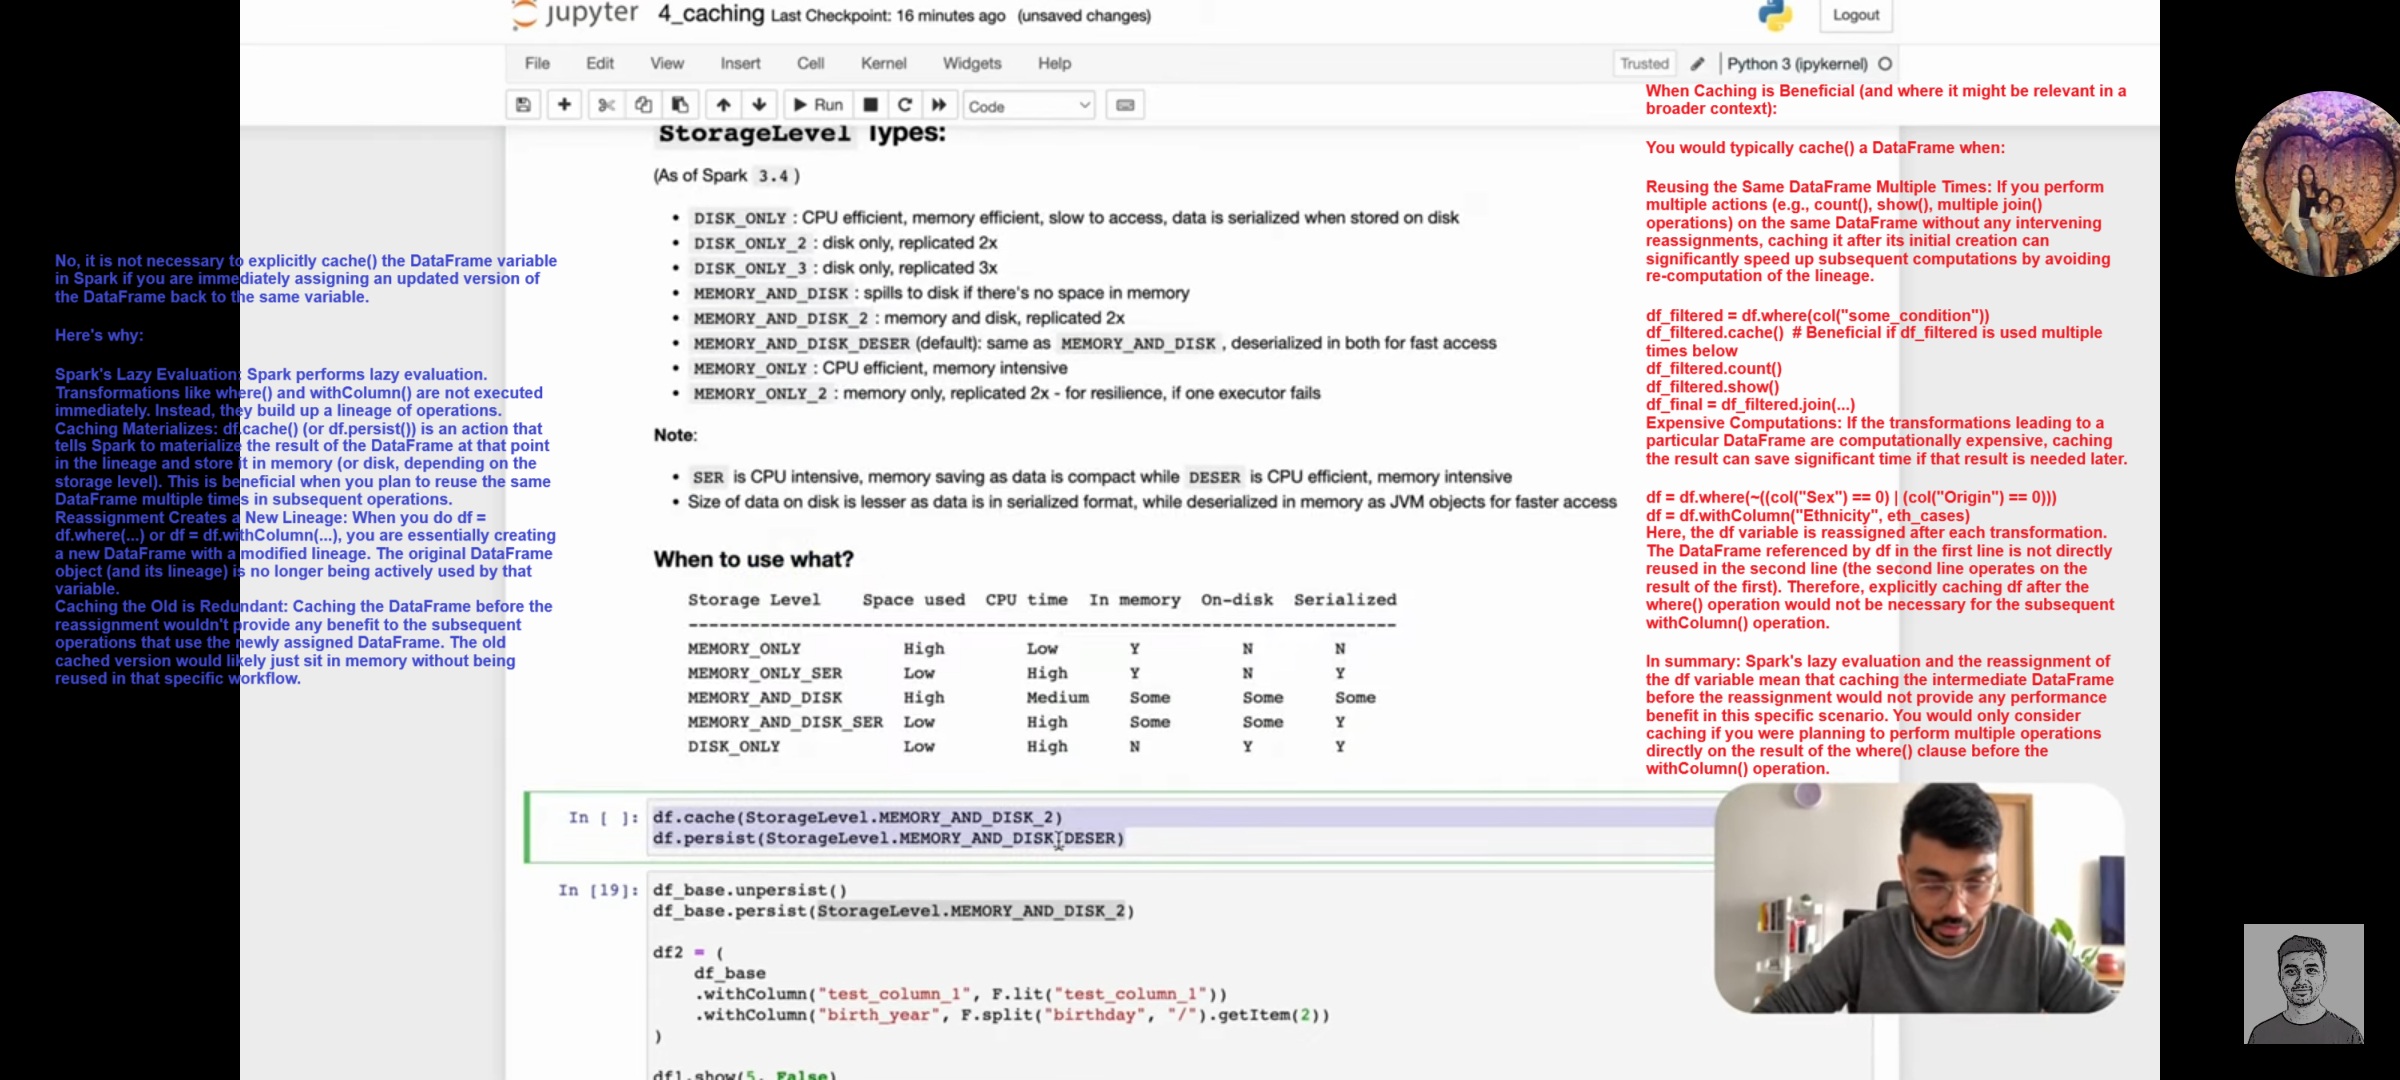 jupyter 4_caching Last Checkpoint: 16 minutes ago (unsaved changes)
Logout
File Edit View Insert Cell Kernel Widgets Help
Trusted Python 3 (ipykernel)
Run Code
StorageLevel Types:
(As of Spark 3.4 )
• DISK_ONLY : CPU efficient, memory efficient, slow to access, data is serialized when stored on disk
• DISK_ONLY_2 : disk only, replicated 2x
• DISK_ONLY_3 : disk only, replicated 3x
• MEMORY_AND_DISK : spills to disk if there's no space in memory
• MEMORY_AND_DISK_2 : memory and disk, replicated 2x
• MEMORY_AND_DISK_DESER (default): same as MEMORY_AND_DISK , deserialized in both for fast access
• MEMORY_ONLY : CPU efficient, memory intensive
• MEMORY_ONLY_2 : memory only, replicated 2x - for resilience, if one executor fails
Note:
• SER is CPU intensive, memory saving as data is compact while DESER is CPU efficient, memory intensive
• Size of data on disk is lesser as data is in serialized format, while deserialized in memory as JVM objects for faster access
When to use what?
Storage Level Space used CPU time In memory On-disk Serialized
----------------------------------------------------------------------
MEMORY_ONLY High Low Y N N
MEMORY_ONLY_SER Low High Y N Y
MEMORY_AND_DISK High Medium Some Some Some
MEMORY_AND_DISK_SER Low High Some Some Y
DISK_ONLY Low High N Y Y
In [ ]: df.cache(StorageLevel.MEMORY_AND_DISK_2)
df.persist(StorageLevel.MEMORY_AND_DISK_DESER)
In [19]: df_base.unpersist()
df_base.persist(StorageLevel.MEMORY_AND_DISK_2)
df2 = (
df_base
.withColumn("test_column_1", F.lit("test_column_1"))
.withColumn("birth_year", F.split("birthday", "/").getItem(2))
)
df1.show(5, False)
No, it is not necessary to explicitly cache() the DataFrame variable
in Spark if you are immediately assigning an updated version of
the DataFrame back to the same variable.
Here's why:
Spark's Lazy Evaluation: Spark performs lazy evaluation.
Transformations like where() and withColumn() are not executed
immediately. Instead, they build up a lineage of operations.
Caching Materializes: df.cache() (or df.persist()) is an action that
tells Spark to materialize the result of the DataFrame at that point
in the lineage and store it in memory (or disk, depending on the
storage level). This is beneficial when you plan to reuse the same
DataFrame multiple times in subsequent operations.
Reassignment Creates a New Lineage: When you do df =
df.where(...) or df = df.withColumn(...), you are essentially creating
a new DataFrame with a modified lineage. The original DataFrame
object (and its lineage) is no longer being actively used by that
variable.
Caching the Old is Redundant: Caching the DataFrame before the
reassignment wouldn't provide any benefit to the subsequent
operations that use the newly assigned DataFrame. The old
cached version would likely just sit in memory without being
reused in that specific workflow.
When Caching is Beneficial (and where it might be relevant in a
broader context):
You would typically cache() a DataFrame when:
Reusing the Same DataFrame Multiple Times: If you perform
multiple actions (e.g., count(), show(), multiple join()
operations) on the same DataFrame without any intervening
reassignments, caching it after its initial creation can
significantly speed up subsequent computations by avoiding
re-computation of the lineage.
df_filtered = df.where(col("some_condition"))
df_filtered.cache() # Beneficial if df_filtered is used multiple
times below
df_filtered.count()
df_filtered.show()
df_final = df_filtered.join(...)
Expensive Computations: If the transformations leading to a
particular DataFrame are computationally expensive, caching
the result can save significant time if that result is needed later.
df = df.where(~((col("Sex") == 0) | (col("Origin") == 0)))
df = df.withColumn("Ethnicity", eth_cases)
Here, the df variable is reassigned after each transformation.
The DataFrame referenced by df in the first line is not directly
reused in the second line (the second line operates on the
result of the first). Therefore, explicitly caching df after the
where() operation would not be necessary for the subsequent
withColumn() operation.
In summary: Spark's lazy evaluation and the reassignment of
the df variable mean that caching the intermediate DataFrame
before the reassignment would not provide any performance
benefit in this specific scenario. You would only consider
caching if you were planning to perform multiple operations
directly on the result of the where() clause before the
withColumn() operation.